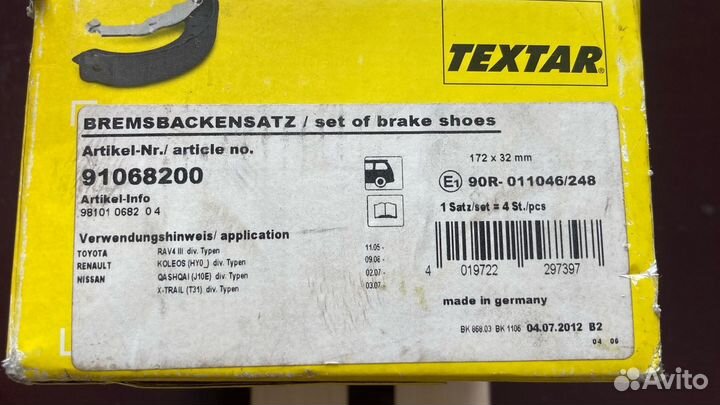 TEXTAR®
BREMSBACKENSATZ / set of brake shoes
Artikel-Nr./ article no.
91068200
Artikel-Info
98101 0682 0 4
172 x 32 mm
E1 90R- 011046/248
1 Satz/set = 4 St./pcs
Verwendungshinweis/ application
TOYOTA RAV4 III div. Typen 11.05 -
RENAULT KOLEOS (HY0_) div. Typen 09.08 -
NISSAN QASHQAI (J10E) div. Typen 02.07 -
X-TRAIL (T31) div. Typen 03.07 -
4 019722 297397
made in germany
BK 868.03 BK 1106 04.07.2012 B2
04 06
L
Avito